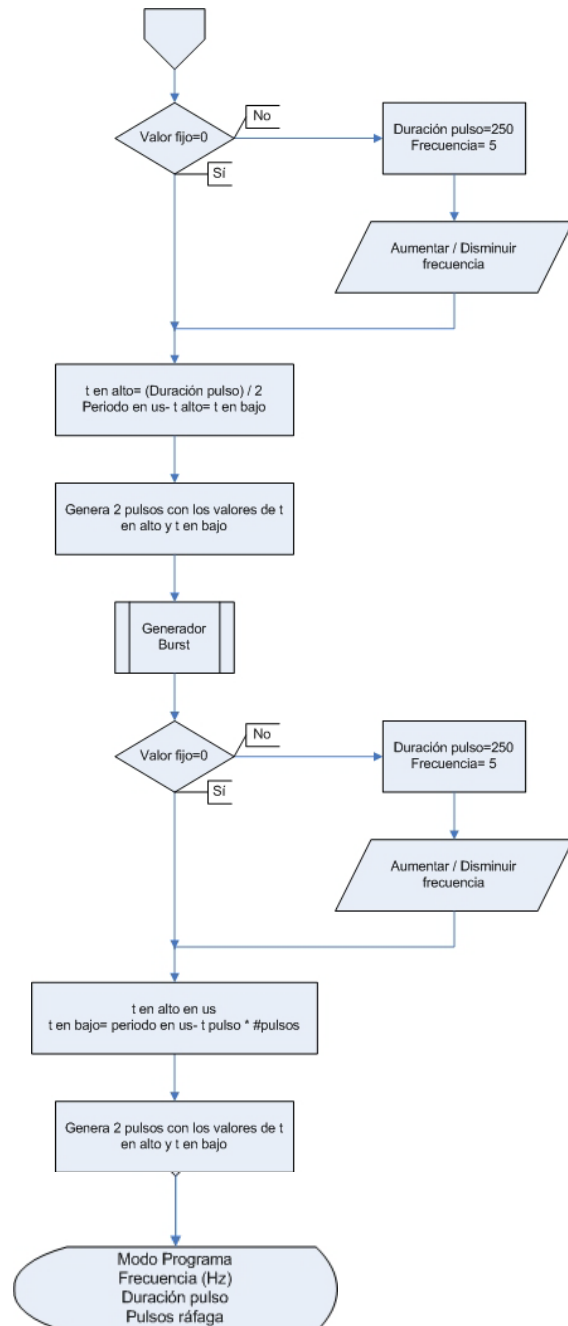 Valor fijo=0
No
Sí
Duración pulso=250
Frecuencia= 5
Aumentar / Disminuir
frecuencia
t en alto= (Duración pulso) / 2
Periodo en us- t alto= t en bajo
Genera 2 pulsos con los valores de t
en alto y t en bajo
Generador
Burst
Valor fijo=0
No
Sí
Duración pulso=250
Frecuencia= 5
Aumentar / Disminuir
frecuencia
t en alto en us
t en bajo= periodo en us- t pulso * #pulsos
Genera 2 pulsos con los valores de t
en alto y t en bajo
Modo Programa
Frecuencia (Hz)
Duración pulso
Pulsos ráfaga